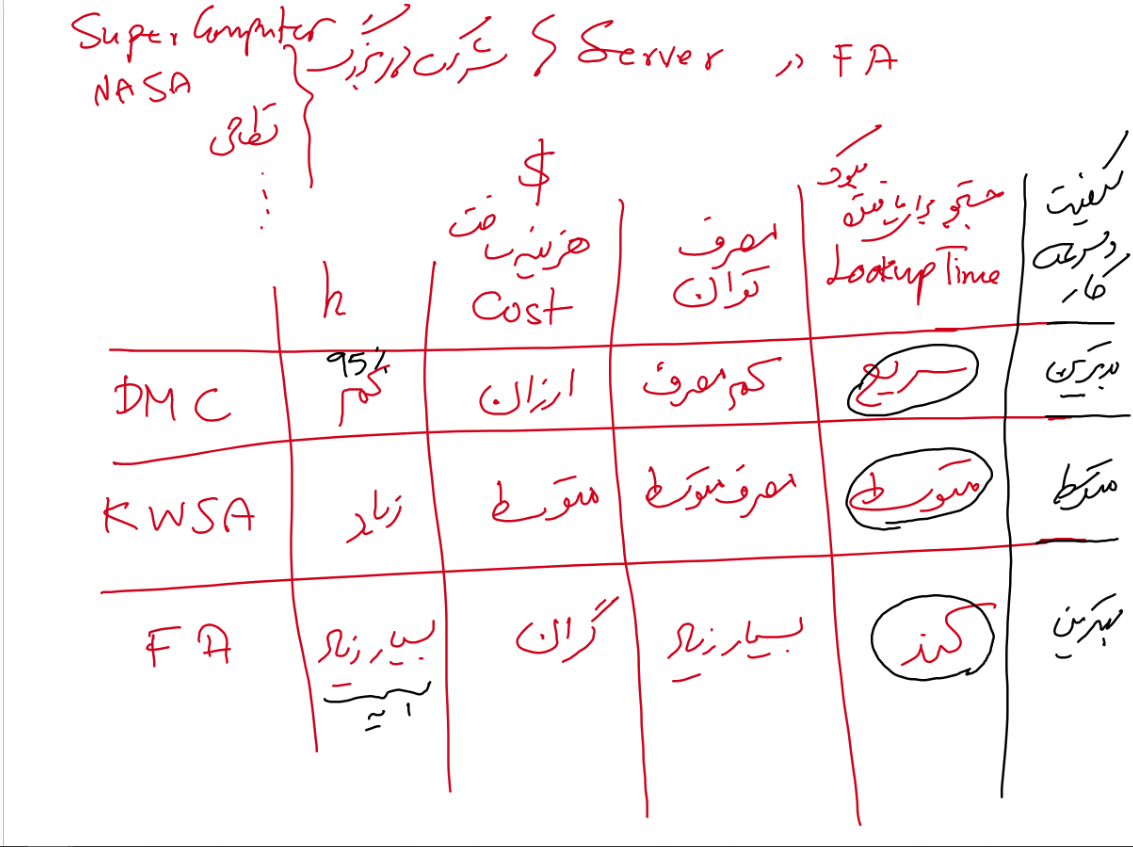 FA در Server و شرکت های بزرگ Super Computer
NASA
نظامی
h
$ هزینه ساخت Cost
مصرف توان
جستجو برای یافتن بلوک Lookup Time
کیفیت و سرعت کار
DMC 95% کم ارزان کم مصرف سریع بدترین
KWSA زیاد متوسط مصرف متوسط متوسط متوسط
FA بسیار زیاد گران بسیار زیاد کند بهترین
≈ 1